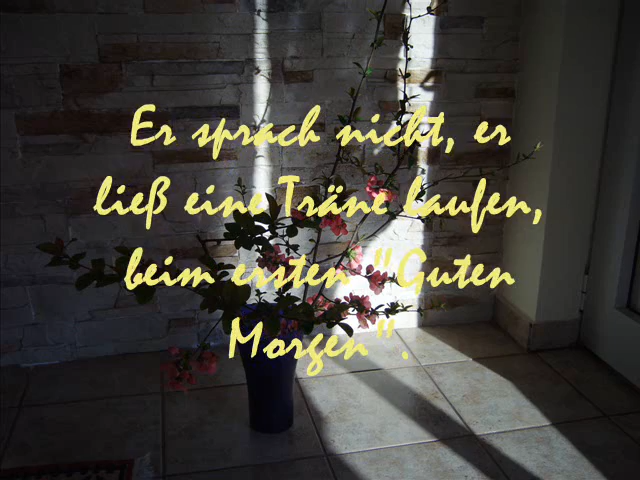 Er sprach nicht, er
ließ eine Träne laufen,
beim ersten "Guten
Morgen".